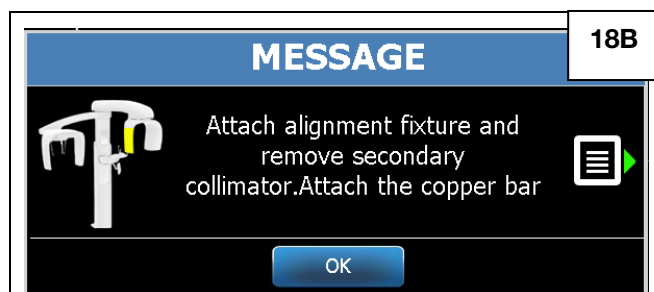 18B
MESSAGE
Attach alignment fixture and
remove secondary
collimator.Attach the copper bar
OK